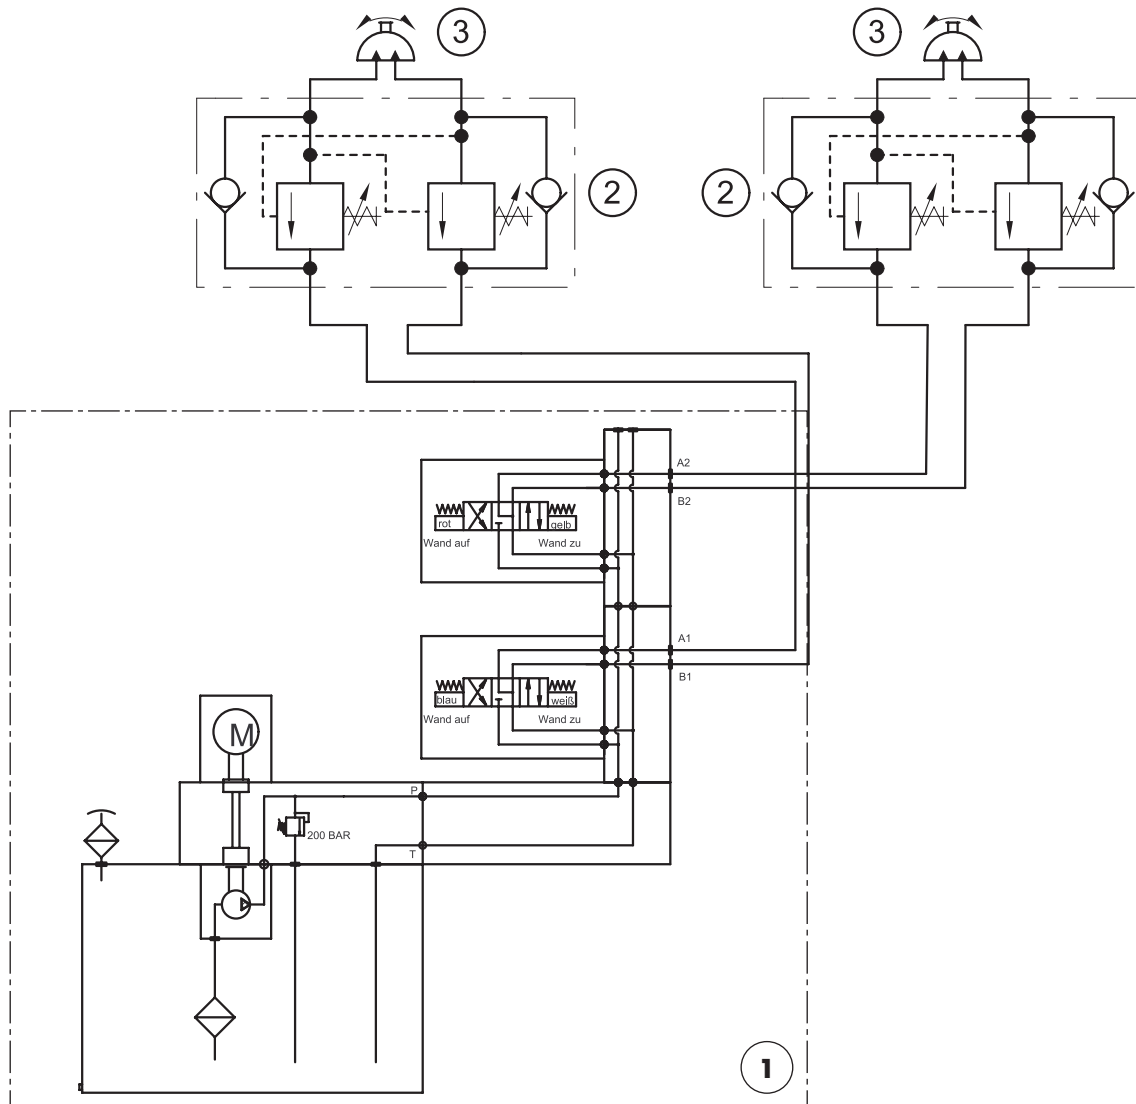 3
3
2
2
A2
B2
rot
gelb
Wand auf
Wand zu
A1
B1
blau
weiß
Wand auf
Wand zu
M
P
200 BAR
T
1